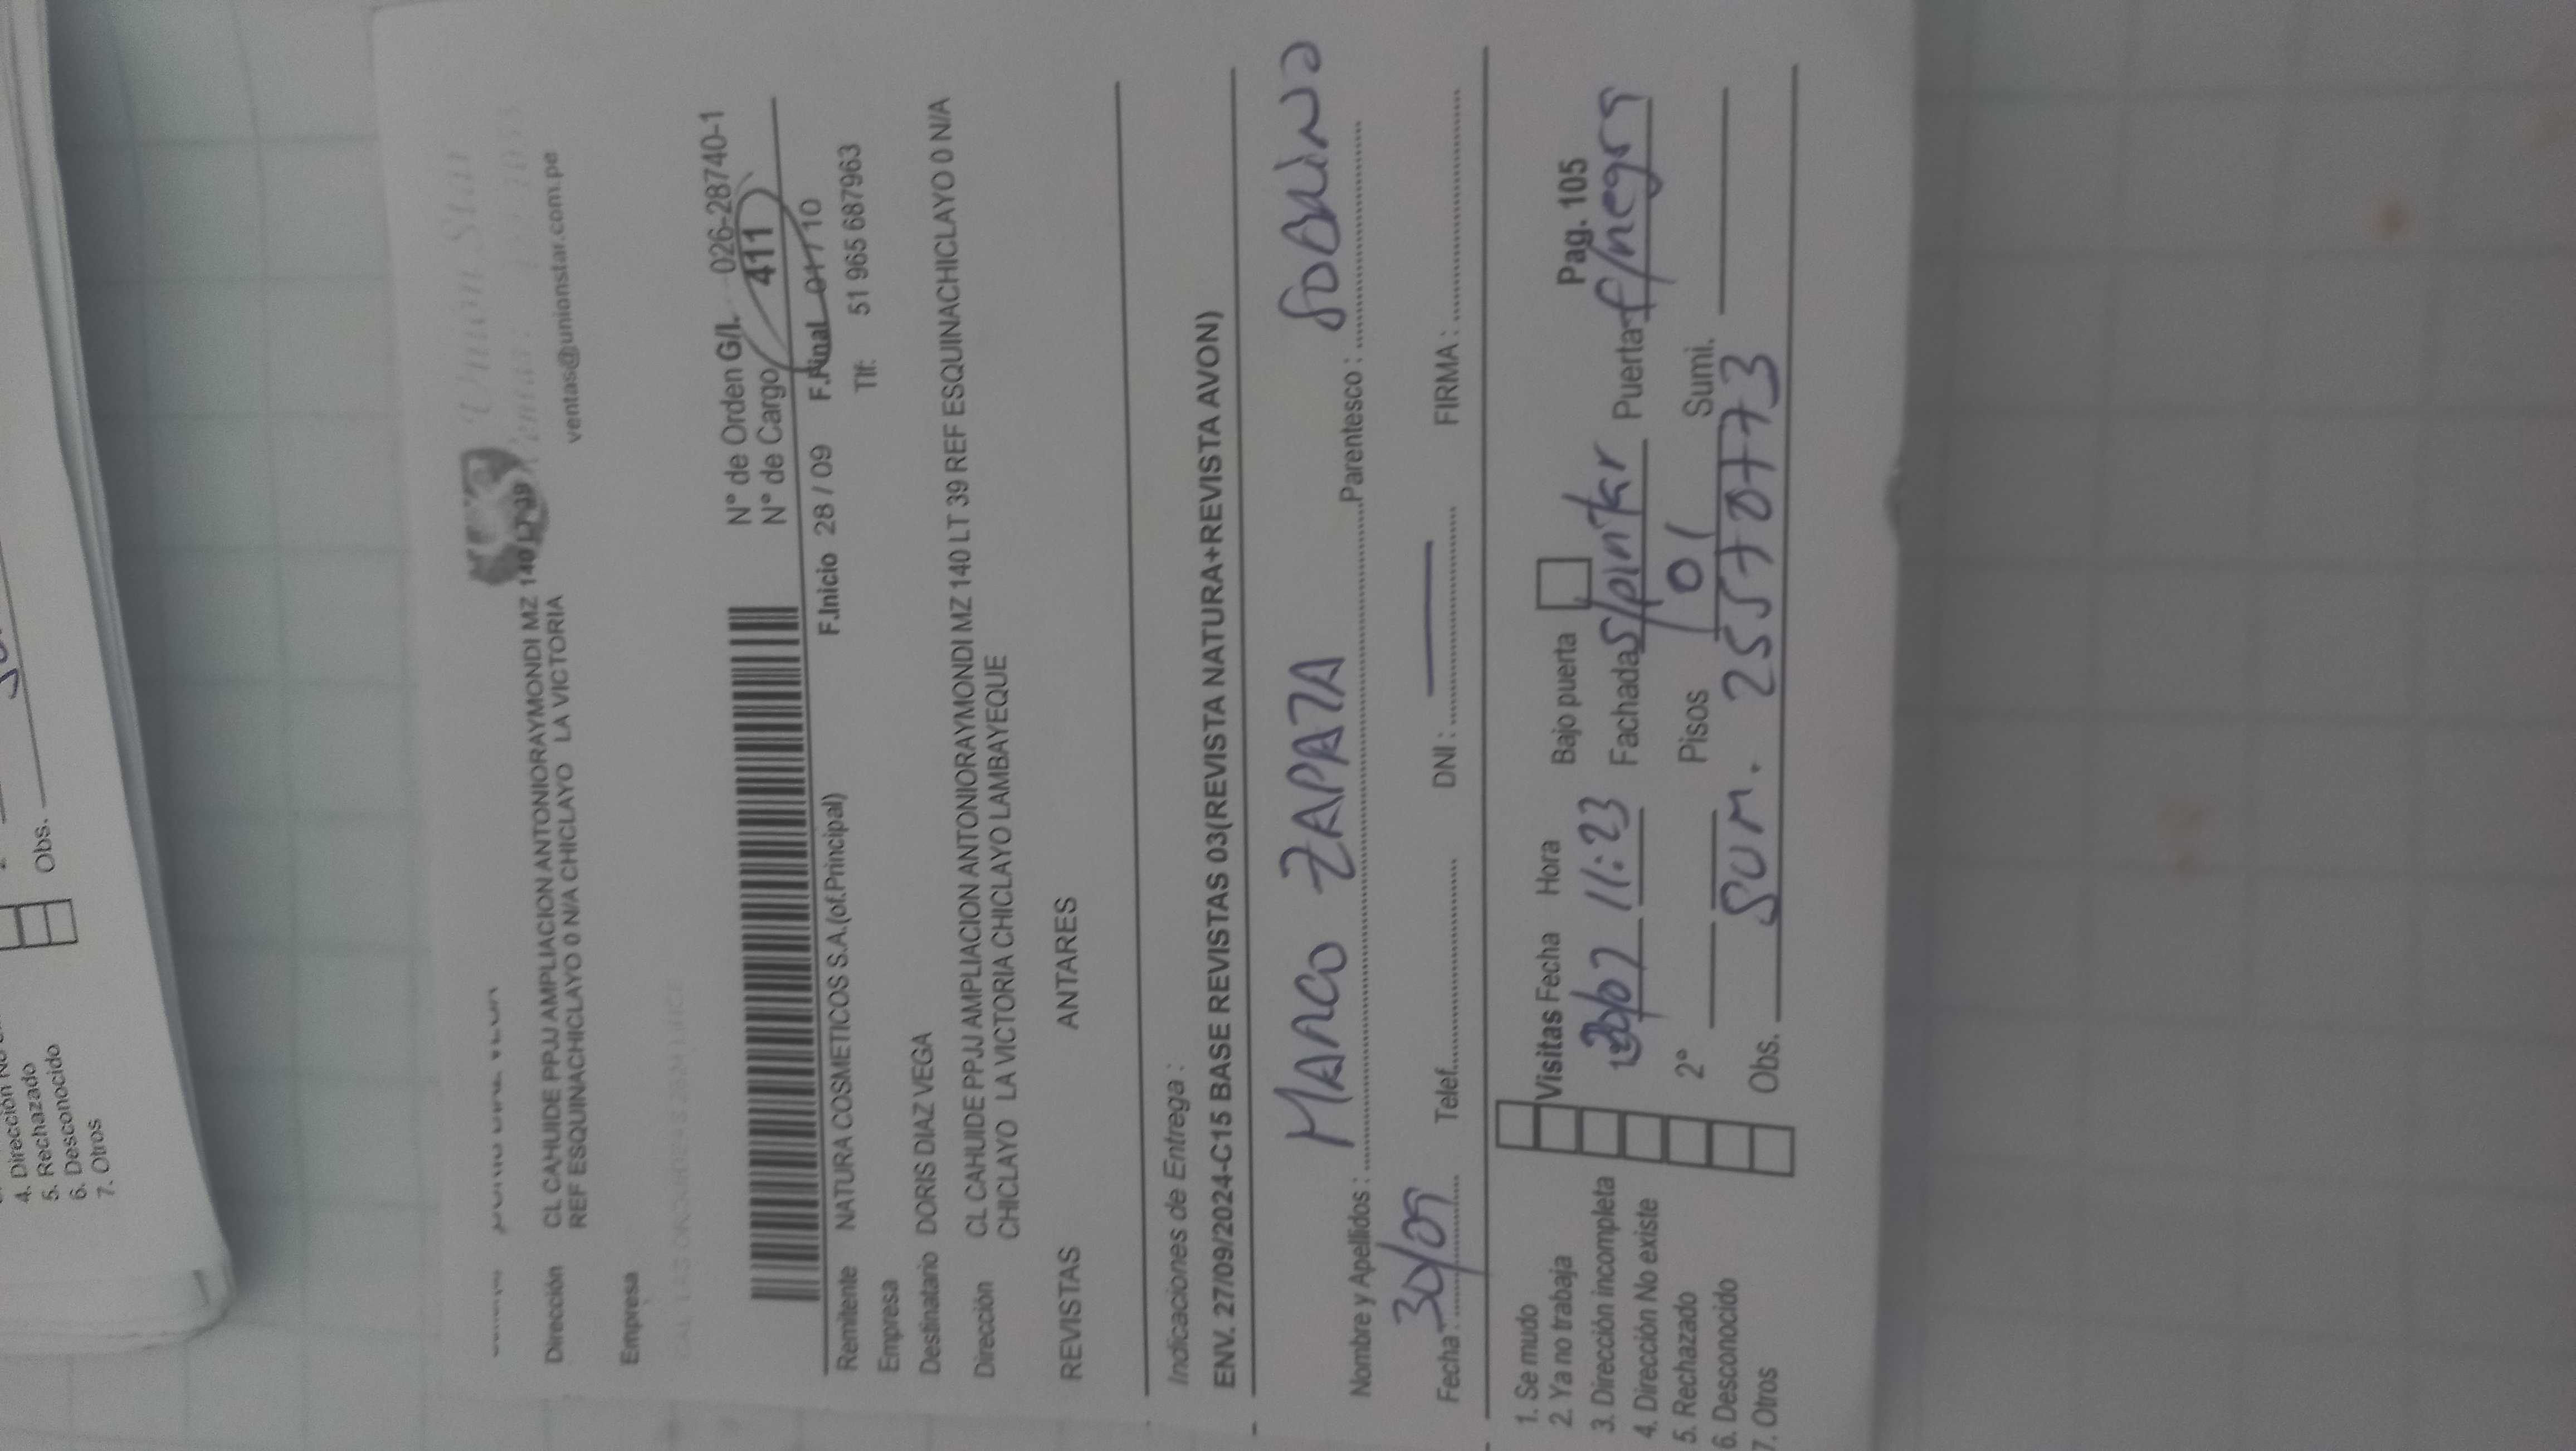 4. Dirección No
5. Rechazado
6. Desconocido
7. Otros
Obs.
Unión Star
ventas@unionstar.com.pe
Dirección CL CAHUIDE PPJJ AMPLIACION ANTONIORAYMONDI MZ 140 LT 39
REF ESQUINACHICLAYO 0 N/A CHICLAYO LA VICTORIA
Empresa
N° de Orden G/I. 026-28740-1
N° de Cargo 411
F.Inicio 28 / 09 F.Final 01 / 10
Remitente NATURA COSMETICOS S.A.(of.Principal)
Tlf: 51 965 687963
Empresa
Destinatario DORIS DIAZ VEGA
Dirección CL CAHUIDE PPJJ AMPLIACION ANTONIORAYMONDI MZ 140 LT 39 REF ESQUINACHICLAYO 0 N/A
CHICLAYO LA VICTORIA CHICLAYO LAMBAYEQUE
REVISTAS ANTARES
Indicaciones de Entrega :
ENV. 27/09/2024-C15 BASE REVISTAS 03(REVISTA NATURA+REVISTA AVON)
Nombre y Apellidos : MARCO ZAPATA Parentesco : SOBRINO
Fecha : 30/09 Telef. DNI : — FIRMA :
1. Se mudo
2. Ya no trabaja
3. Dirección incompleta
4. Dirección No existe
5. Rechazado
6. Desconocido
7. Otros
Visitas Fecha Hora Bajo puerta Pag. 105
11:23 Fachada S/pintar Puerta f/negra
2° Pisos 01 Sumi.
Obs. SUM. 25570773